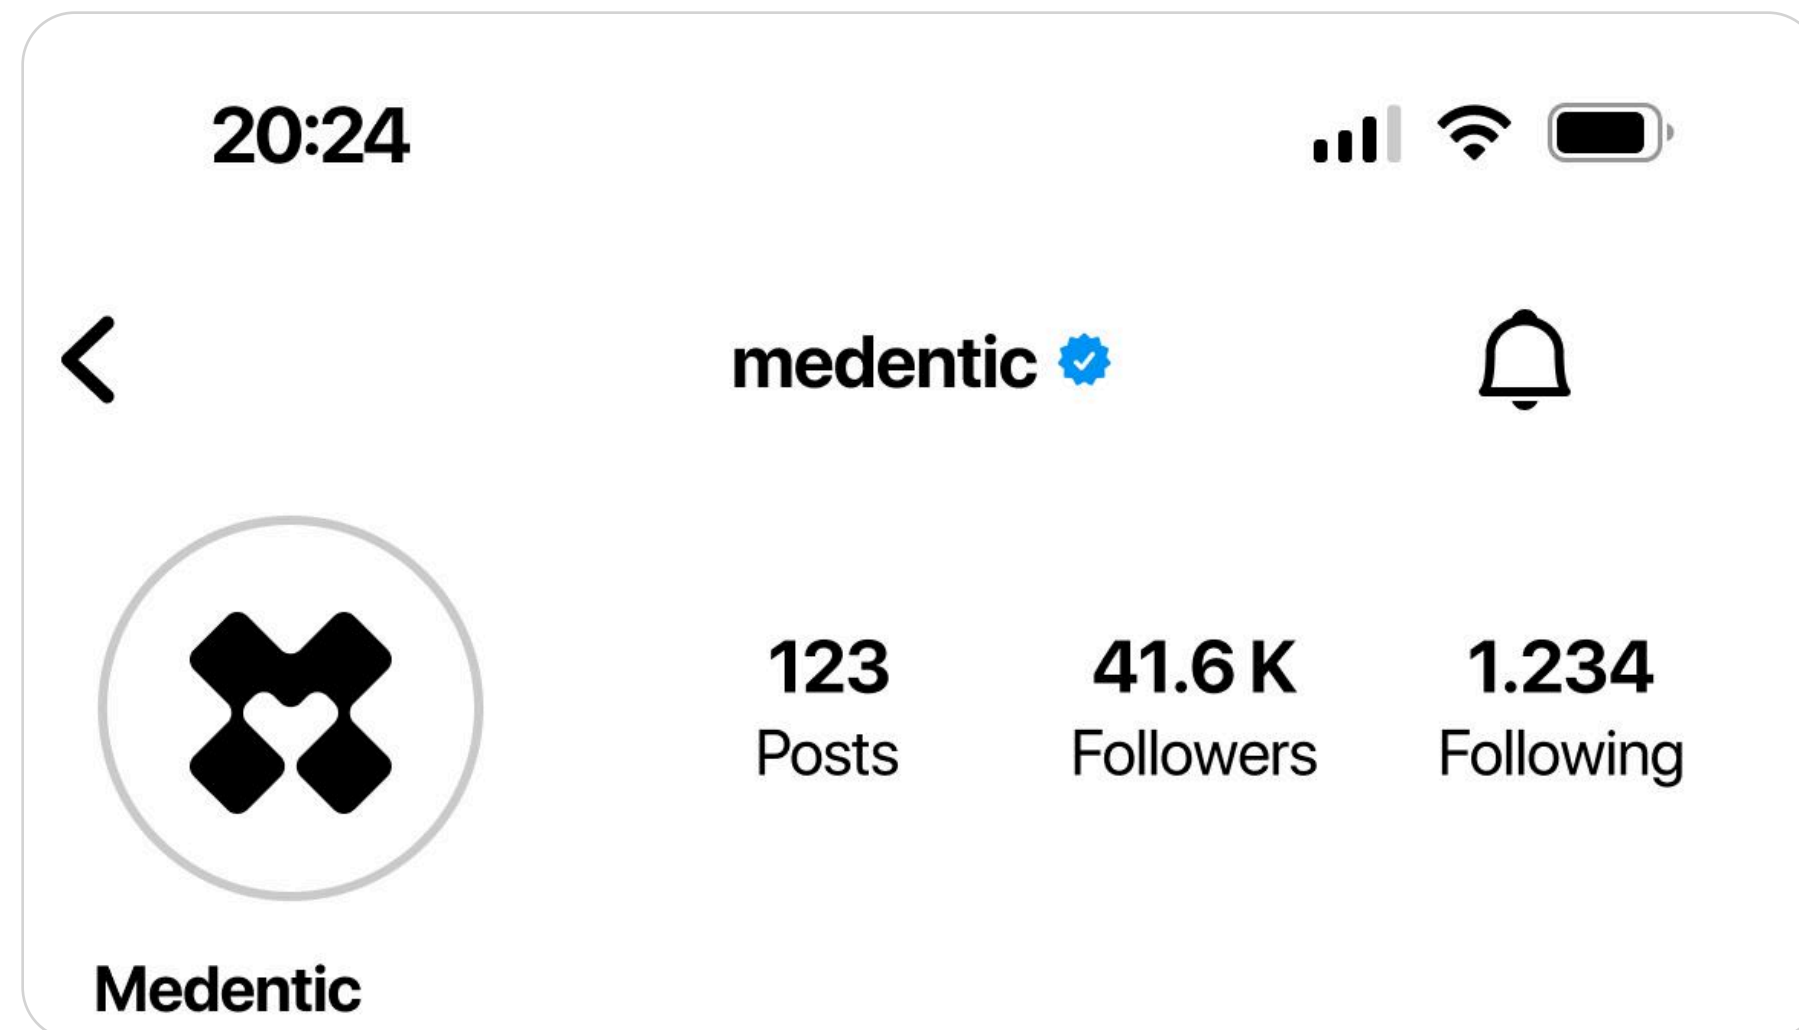 20:24
medentic
123 41.6 K 1.234
Posts Followers Following
Medentic